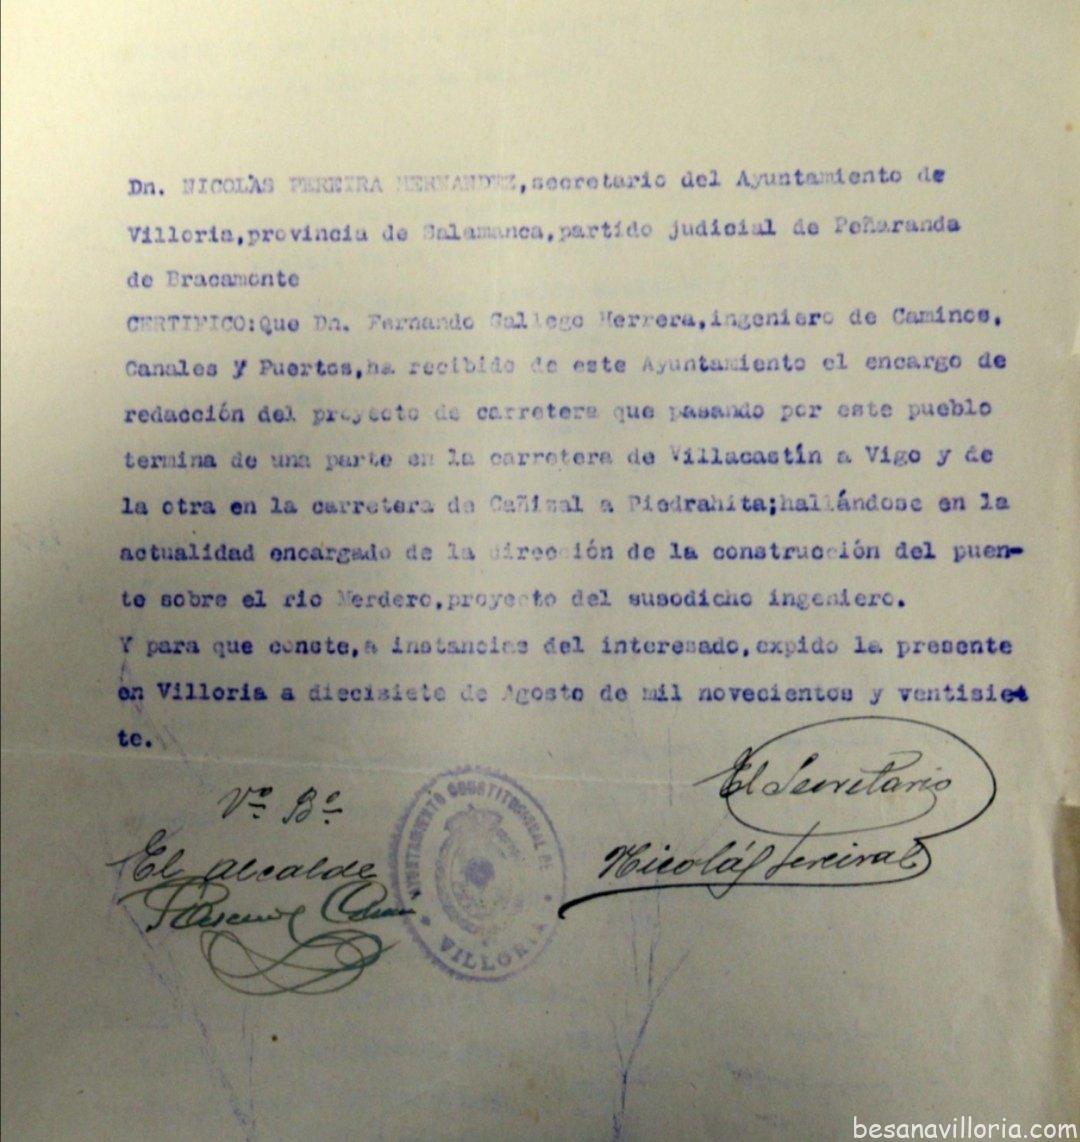 Dn. NICOLAS PEREIRA HERNANDEZ,secretario del Ayuntamiento de
Villoria,provincia de Salamanca,partido judicial de Peñaranda
de Bracamonte
CERTIFICO:Que Dn. Fernando Gallego Herrera,ingeniero de Caminos,
Canales y Puertos,ha recibido de este Ayuntamiento el encargo de
redacción del proyecto de carretera que pasando por este pueblo
termina de una parte en la carretera de Villacastín a Vigo y de
la otra en la carretera de Cañizal a Piedrahita;hallándose en la
actualidad encargado de la dirección de la construcción del puen-
te sobre el rio Merdero,proyecto del susodicho ingeniero.
Y para que conste,a instancias del interesado,expido la presente
en Villoria a diecisiete de Agosto de mil novecientos y ventisiet
te.
El Secretario
Vº Bº
El Alcalde
Nicolás
AYUNTAMIENTO CONSTITUCIONAL DE
VILLORIA
besanavilloria.com